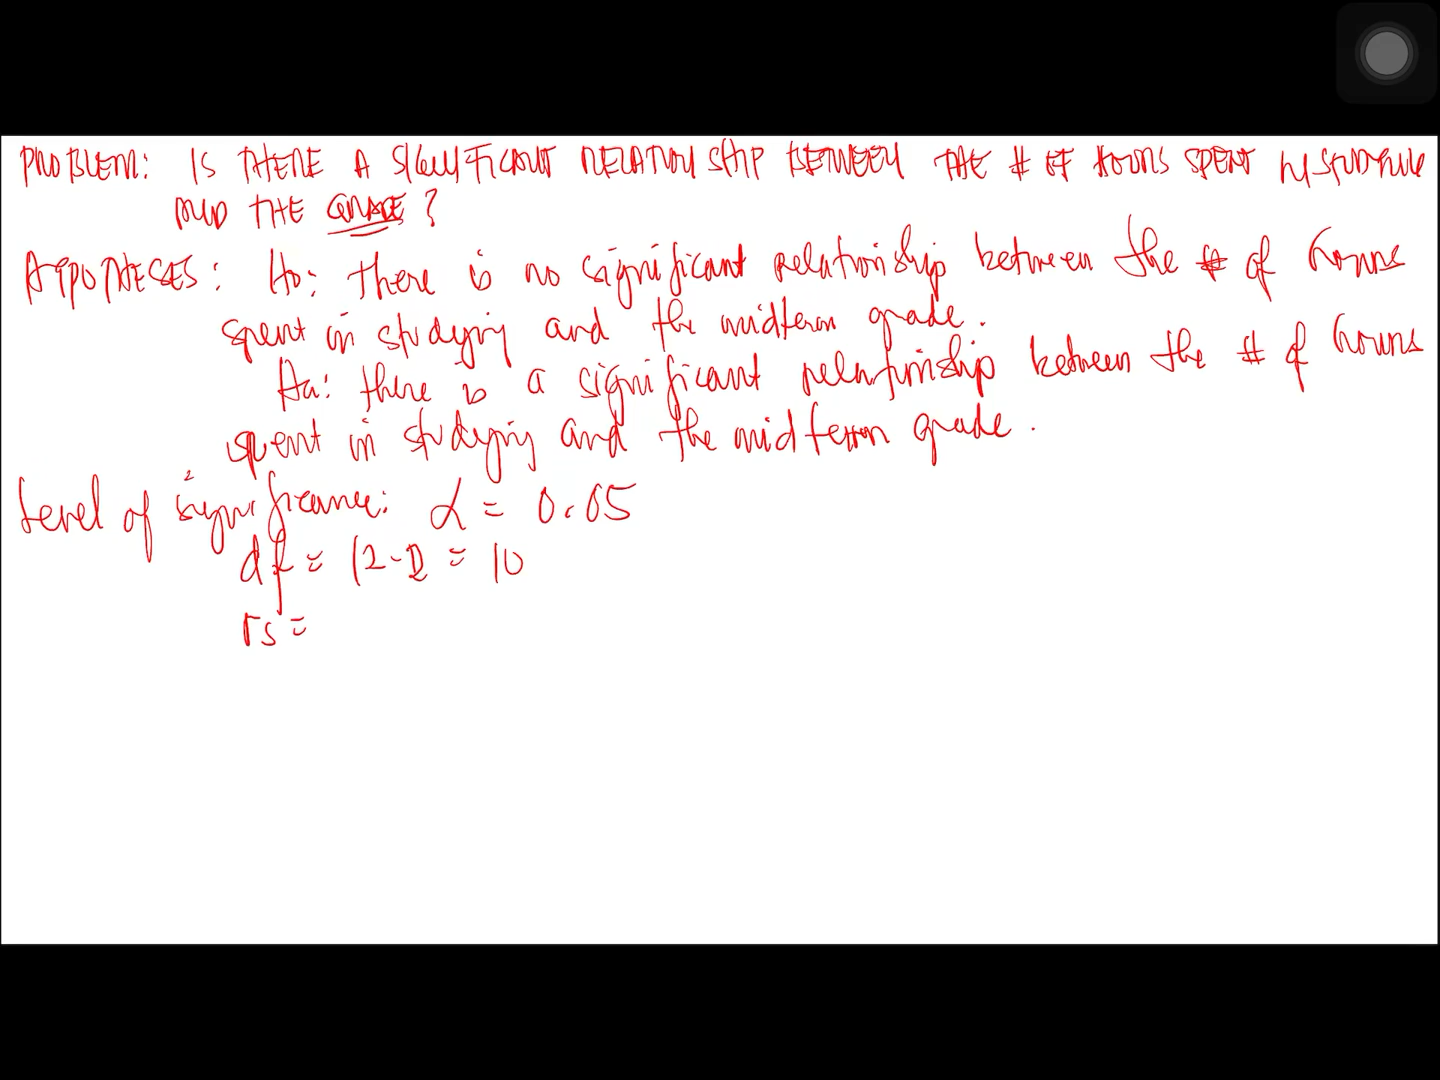 PROBLEM: IS THERE A SIGNIFICANT RELATIONSHIP BETWEEN THE # OF HOURS SPENT IN STUDYING
AND THE GRADE?
HYPOTHESES: Ho: There is no significant relationship between the # of hours
spent in studying and the midterm grade.
Ha: there is a significant relationship between the # of hours
spent in studying and the midterm grade.
Level of significance: α = 0.05
df = 12-2 = 10
rs =